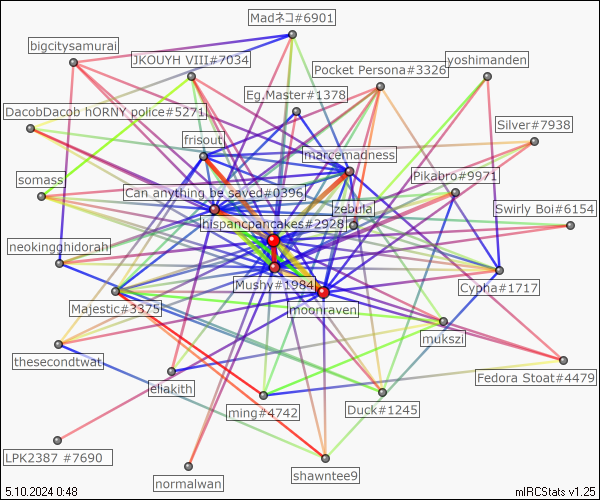 Madネコ#6901
bigcitysamurai
JKOUYH VIII#7034
yoshimanden
Pocket Persona#3326
Eg.Master#1378
DacobDacob hORNY police#5271
Silver#7938
frisout
marcemadness
Pikabro#9971
somass
Can anything be saved#0396
zebula
Swirly Boi#6154
hispancpancakes#2928
neokingghidorah
Mushy#1984
Cypha#1717
Majestic#3375
moonraven
mukszi
thesecondtwat
Fedora Stoat#4479
eliakith
ming#4742
Duck#1245
LPK2387 #7690
shawntee9
normalwan
5.10.2024 0:48
mIRCStats v1.25